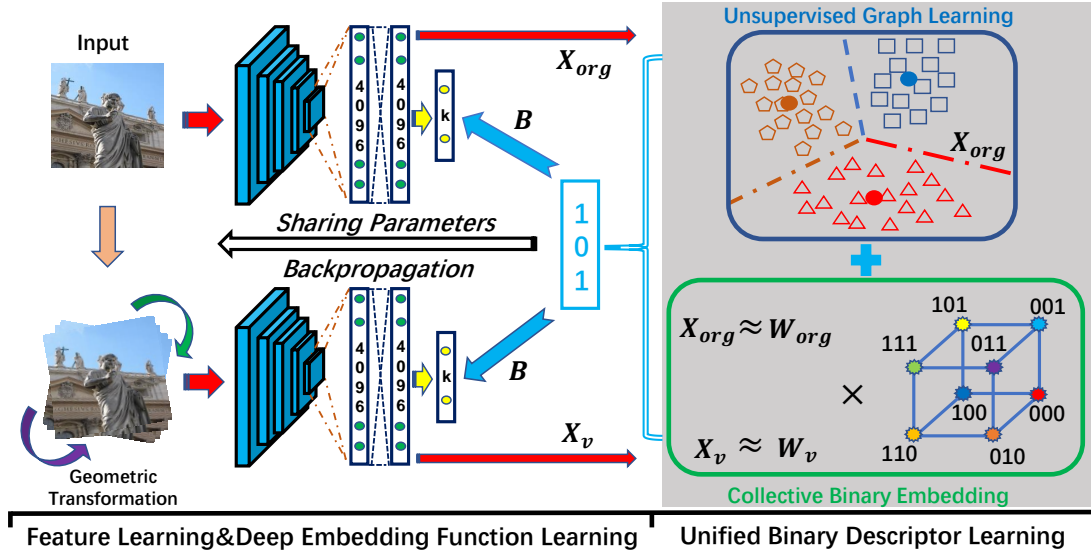 Input
4096
4096
k
X_org
B
Sharing Parameters
Backpropagation
1
0
1
Geometric
Transformation
4096
4096
k
B
X_v
Feature Learning&Deep Embedding Function Learning
Unsupervised Graph Learning
X_org
X_org ≈ W_org
×
X_v ≈ W_v
101
001
111
011
100
000
110
010
Collective Binary Embedding
Unified Binary Descriptor Learning